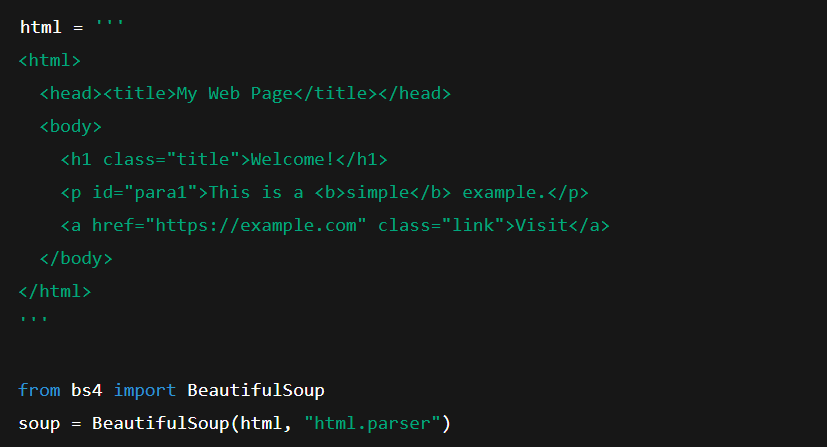 html = '''
<html>
  <head><title>My Web Page</title></head>
  <body>
    <h1 class="title">Welcome!</h1>
    <p id="para1">This is a <b>simple</b> example.</p>
    <a href="https://example.com" class="link">Visit</a>
  </body>
</html>
'''

from bs4 import BeautifulSoup
soup = BeautifulSoup(html, "html.parser")